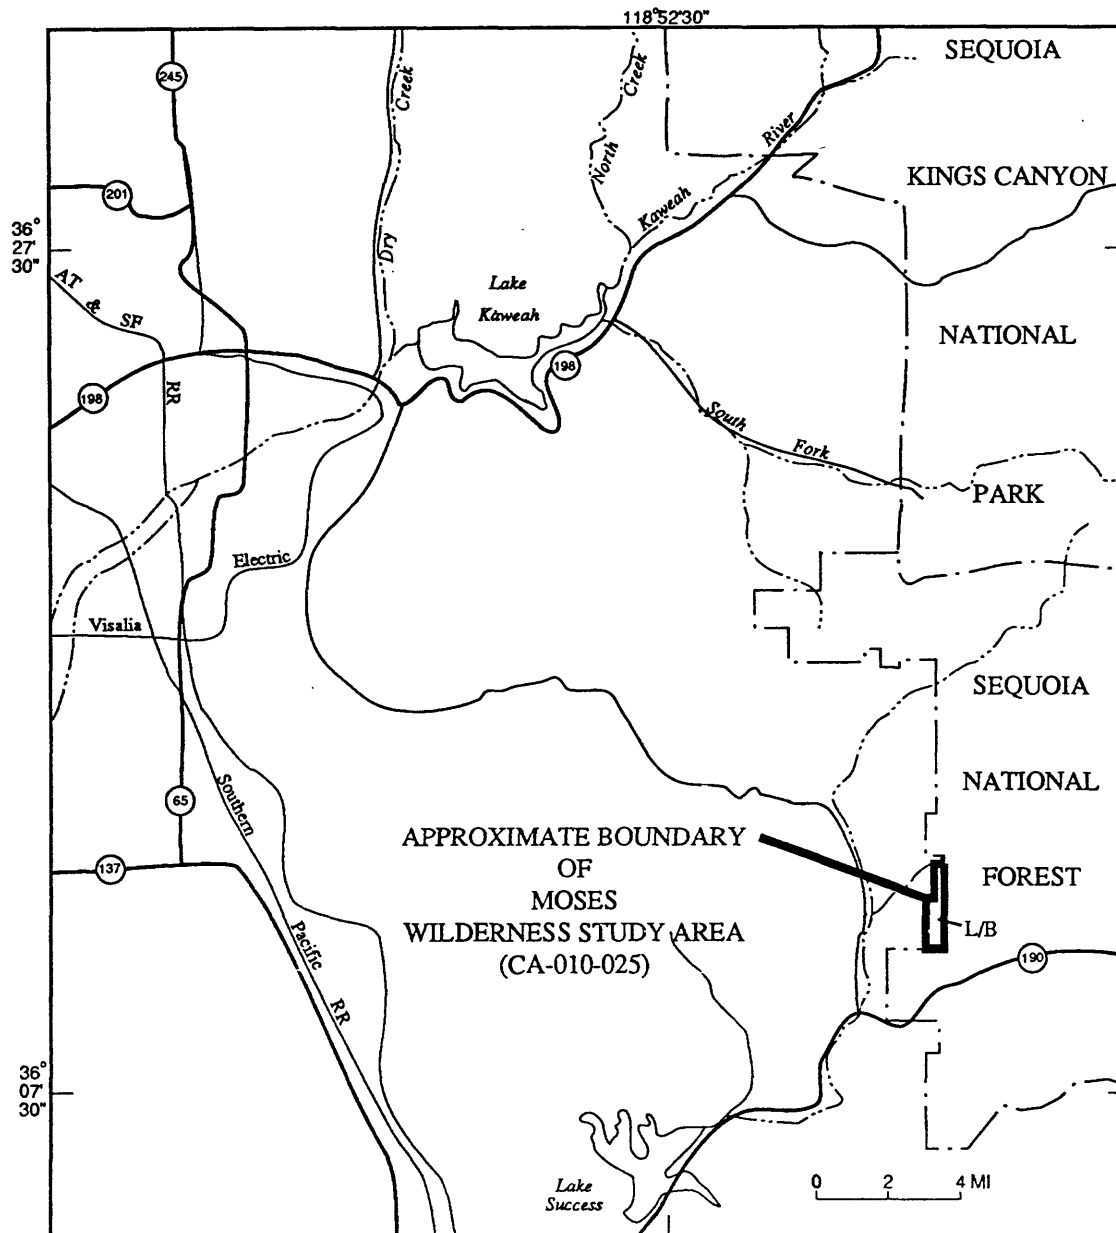 118°52'30"
SEQUOIA
245
Creek
Creek
River
North
KINGS CANYON
201
Kaweah
36°
27'
30"
Dry
AT & SF
RR
Lake
Kaweah
NATIONAL
198
198
South
Fork
PARK
Electric
Visalia
SEQUOIA
NATIONAL
Southern
65
APPROXIMATE BOUNDARY
OF
MOSES
WILDERNESS STUDY AREA
(CA-010-025)
137
FOREST
L/B
Pacific
190
RR
36°
07'
30"
Lake
Success
0 2 4 MI